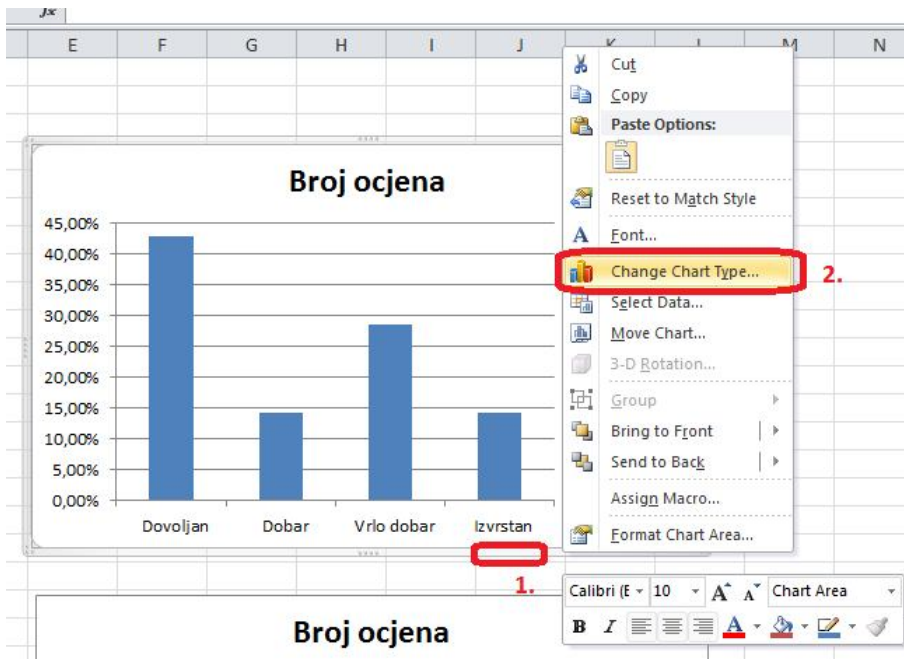 fx
E F G H I J K L M N
Broj ocjena
45,00%
40,00%
35,00%
30,00%
25,00%
20,00%
15,00%
10,00%
5,00%
0,00%
Dovoljan Dobar Vrlo dobar Izvrstan
1.
Cut
Copy
Paste Options:
Reset to Match Style
A Font...
Change Chart Type...
2.
Select Data...
Move Chart...
3-D Rotation...
Group
Bring to Front
Send to Back
Assign Macro...
Format Chart Area...
Calibri (E 10 A A Chart Area
B I A
Broj ocjena